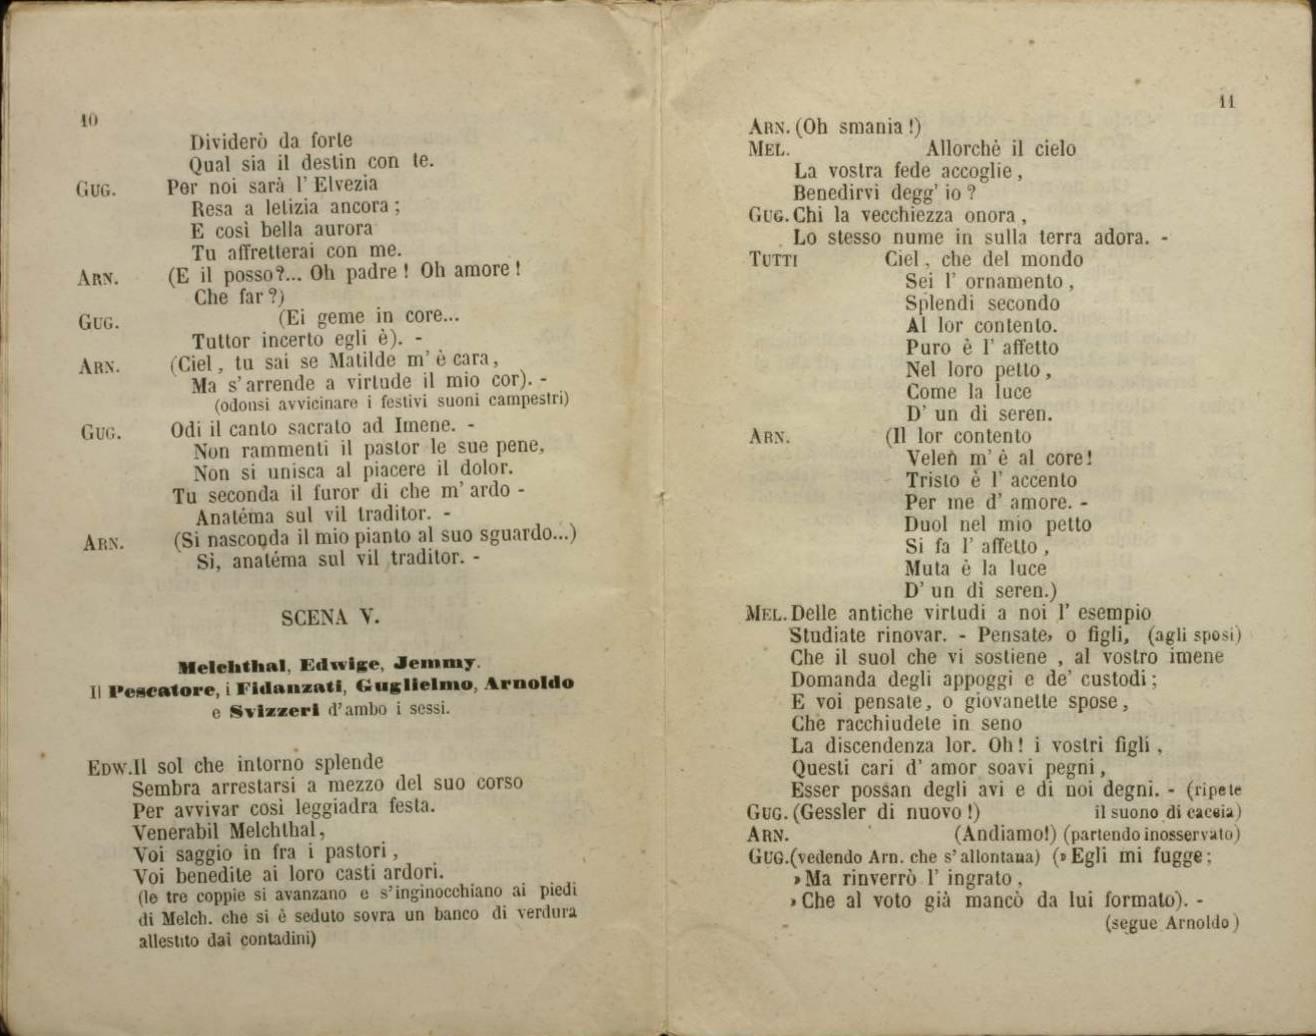 10
Dividerò da forte
Qual sia il destin con te.
GUG. Per noi sarà l' Elvezia
Resa a letizia ancora;
E così bella aurora
Tu affretterai con me.
ARN. (E il posso?... Oh padre! Oh amore!
Che far?)
GUG. (Ei geme in core...
Tuttor incerto egli è). -
ARN. (Ciel, tu sai se Matilde m' è cara,
Ma s' arrende a virtude il mio cor). -
(odonsi avvicinare i festivi suoni campestri)
GUG. Odi il canto sacrato ad Imene. -
Non rammenti il pastor le sue pene,
Non si unisca al piacere il dolor.
Tu seconda il furor di che m' ardo -
Anatéma sul vil traditor. -
ARN. (Si nasconda il mio pianto al suo sguardo...)
Sì, anatéma sul vil traditor. -
SCENA V.
Melchthal, Edwige, Jemmy.
Il Pescatore, i Fidanzati, Guglielmo, Arnoldo
e Svizzeri d'ambo i sessi.
EDW. Il sol che intorno splende
Sembra arrestarsi a mezzo del suo corso
Per avvivar così leggiadra festa.
Venerabil Melchthal,
Voi saggio in fra i pastori,
Voi benedite ai loro casti ardori.
(le tre coppie si avanzano e s'inginocchiano ai piedi
di Melch. che si è seduto sovra un banco di verdura
allestito dai contadini)
11
ARN. (Oh smania!)
MEL. Allorchè il cielo
La vostra fede accoglie,
Benedirvi degg' io?
GUG. Chi la vecchiezza onora,
Lo stesso nume in sulla terra adora. -
TUTTI Ciel, che del mondo
Sei l' ornamento,
Splendi secondo
Al lor contento.
Puro è l' affetto
Nel loro petto,
Come la luce
D' un dì seren.
ARN. (Il lor contento
Velen m' è al core!
Tristo è l' accento
Per me d' amore. -
Duol nel mio petto
Si fa l' affetto,
Muta è la luce
D' un dì seren.)
MEL. Delle antiche virtudi a noi l' esempio
Studiate rinovar. - Pensate, o figli, (agli sposi)
Che il suol che vi sostiene, al vostro imene
Domanda degli appoggi e de' custodi;
E voi pensate, o giovanette spose,
Che racchiudete in seno
La discendenza lor. Oh! i vostri figli,
Questi cari d' amor soavi pegni,
Esser possan degli avi e di noi degni. - (ripete
GUG. (Gessler di nuovo!) il suono di caccia)
ARN. (Andiamo!) (partendo inosservato)
GUG. (vedendo Arn. che s'allontana) (» Egli mi fugge;
» Ma rinverrò l' ingrato,
» Che al voto già mancò da lui formato). -
(segue Arnoldo)